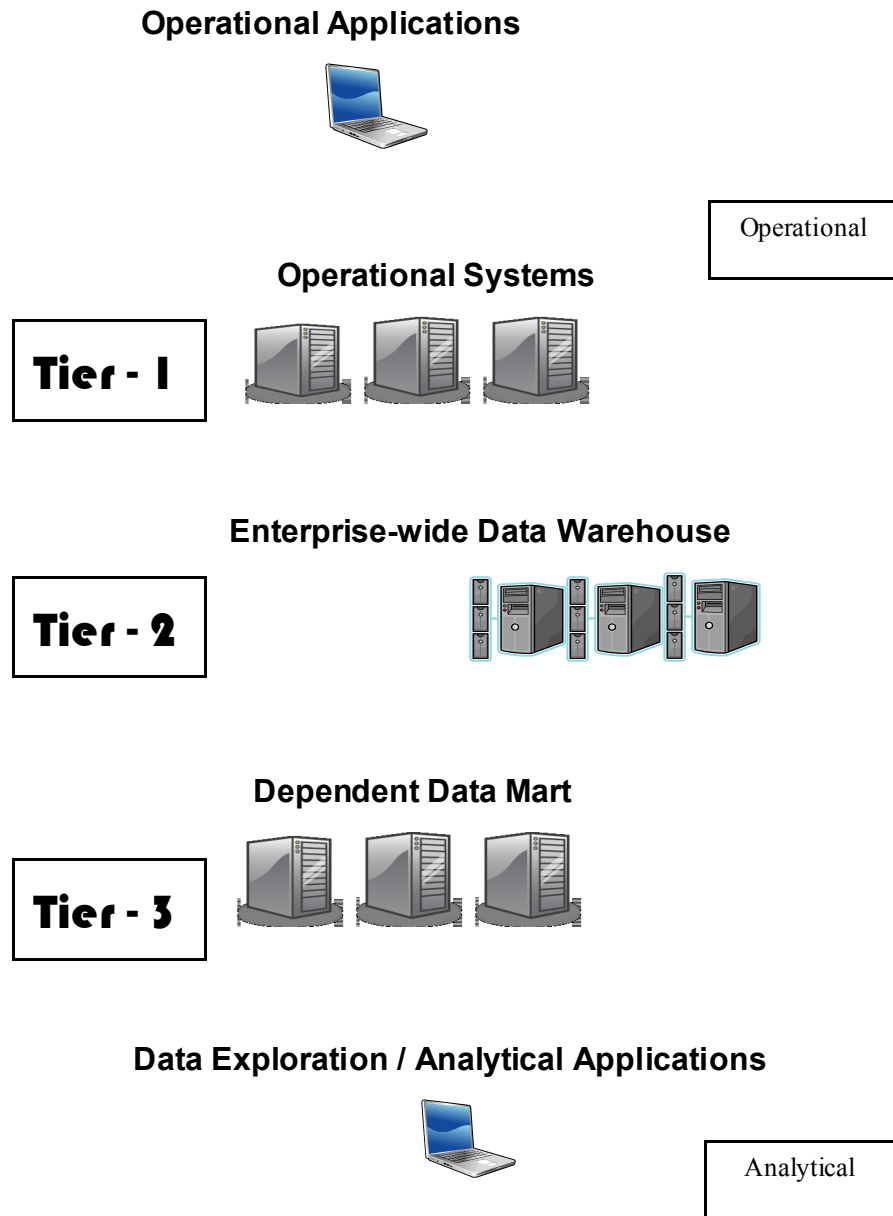 Operational Applications
Operational
Operational Systems
Tier - 1
Enterprise-wide Data Warehouse
Tier - 2
Dependent Data Mart
Tier - 3
Data Exploration / Analytical Applications
Analytical